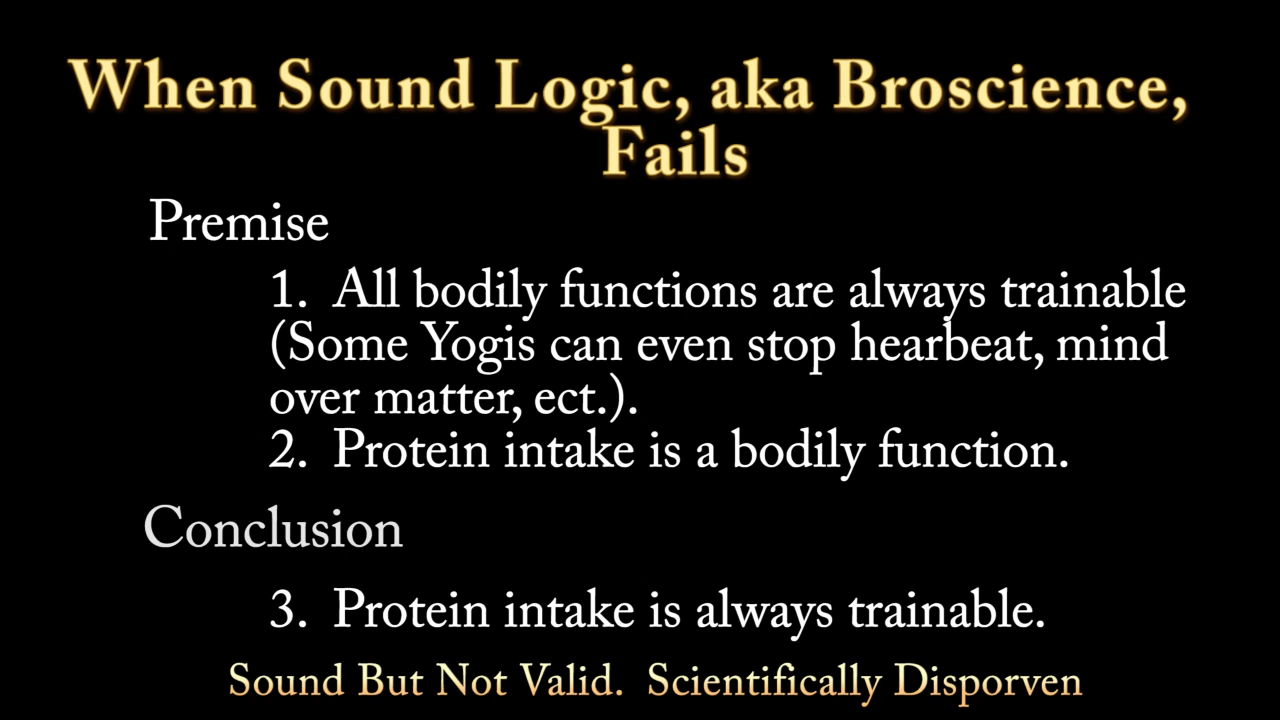 When Sound Logic, aka Broscience,
Fails
Premise
1. All bodily functions are always trainable
(Some Yogis can even stop hearbeat, mind
over matter, ect.).
2. Protein intake is a bodily function.
Conclusion
3. Protein intake is always trainable.
Sound But Not Valid. Scientifically Disporven